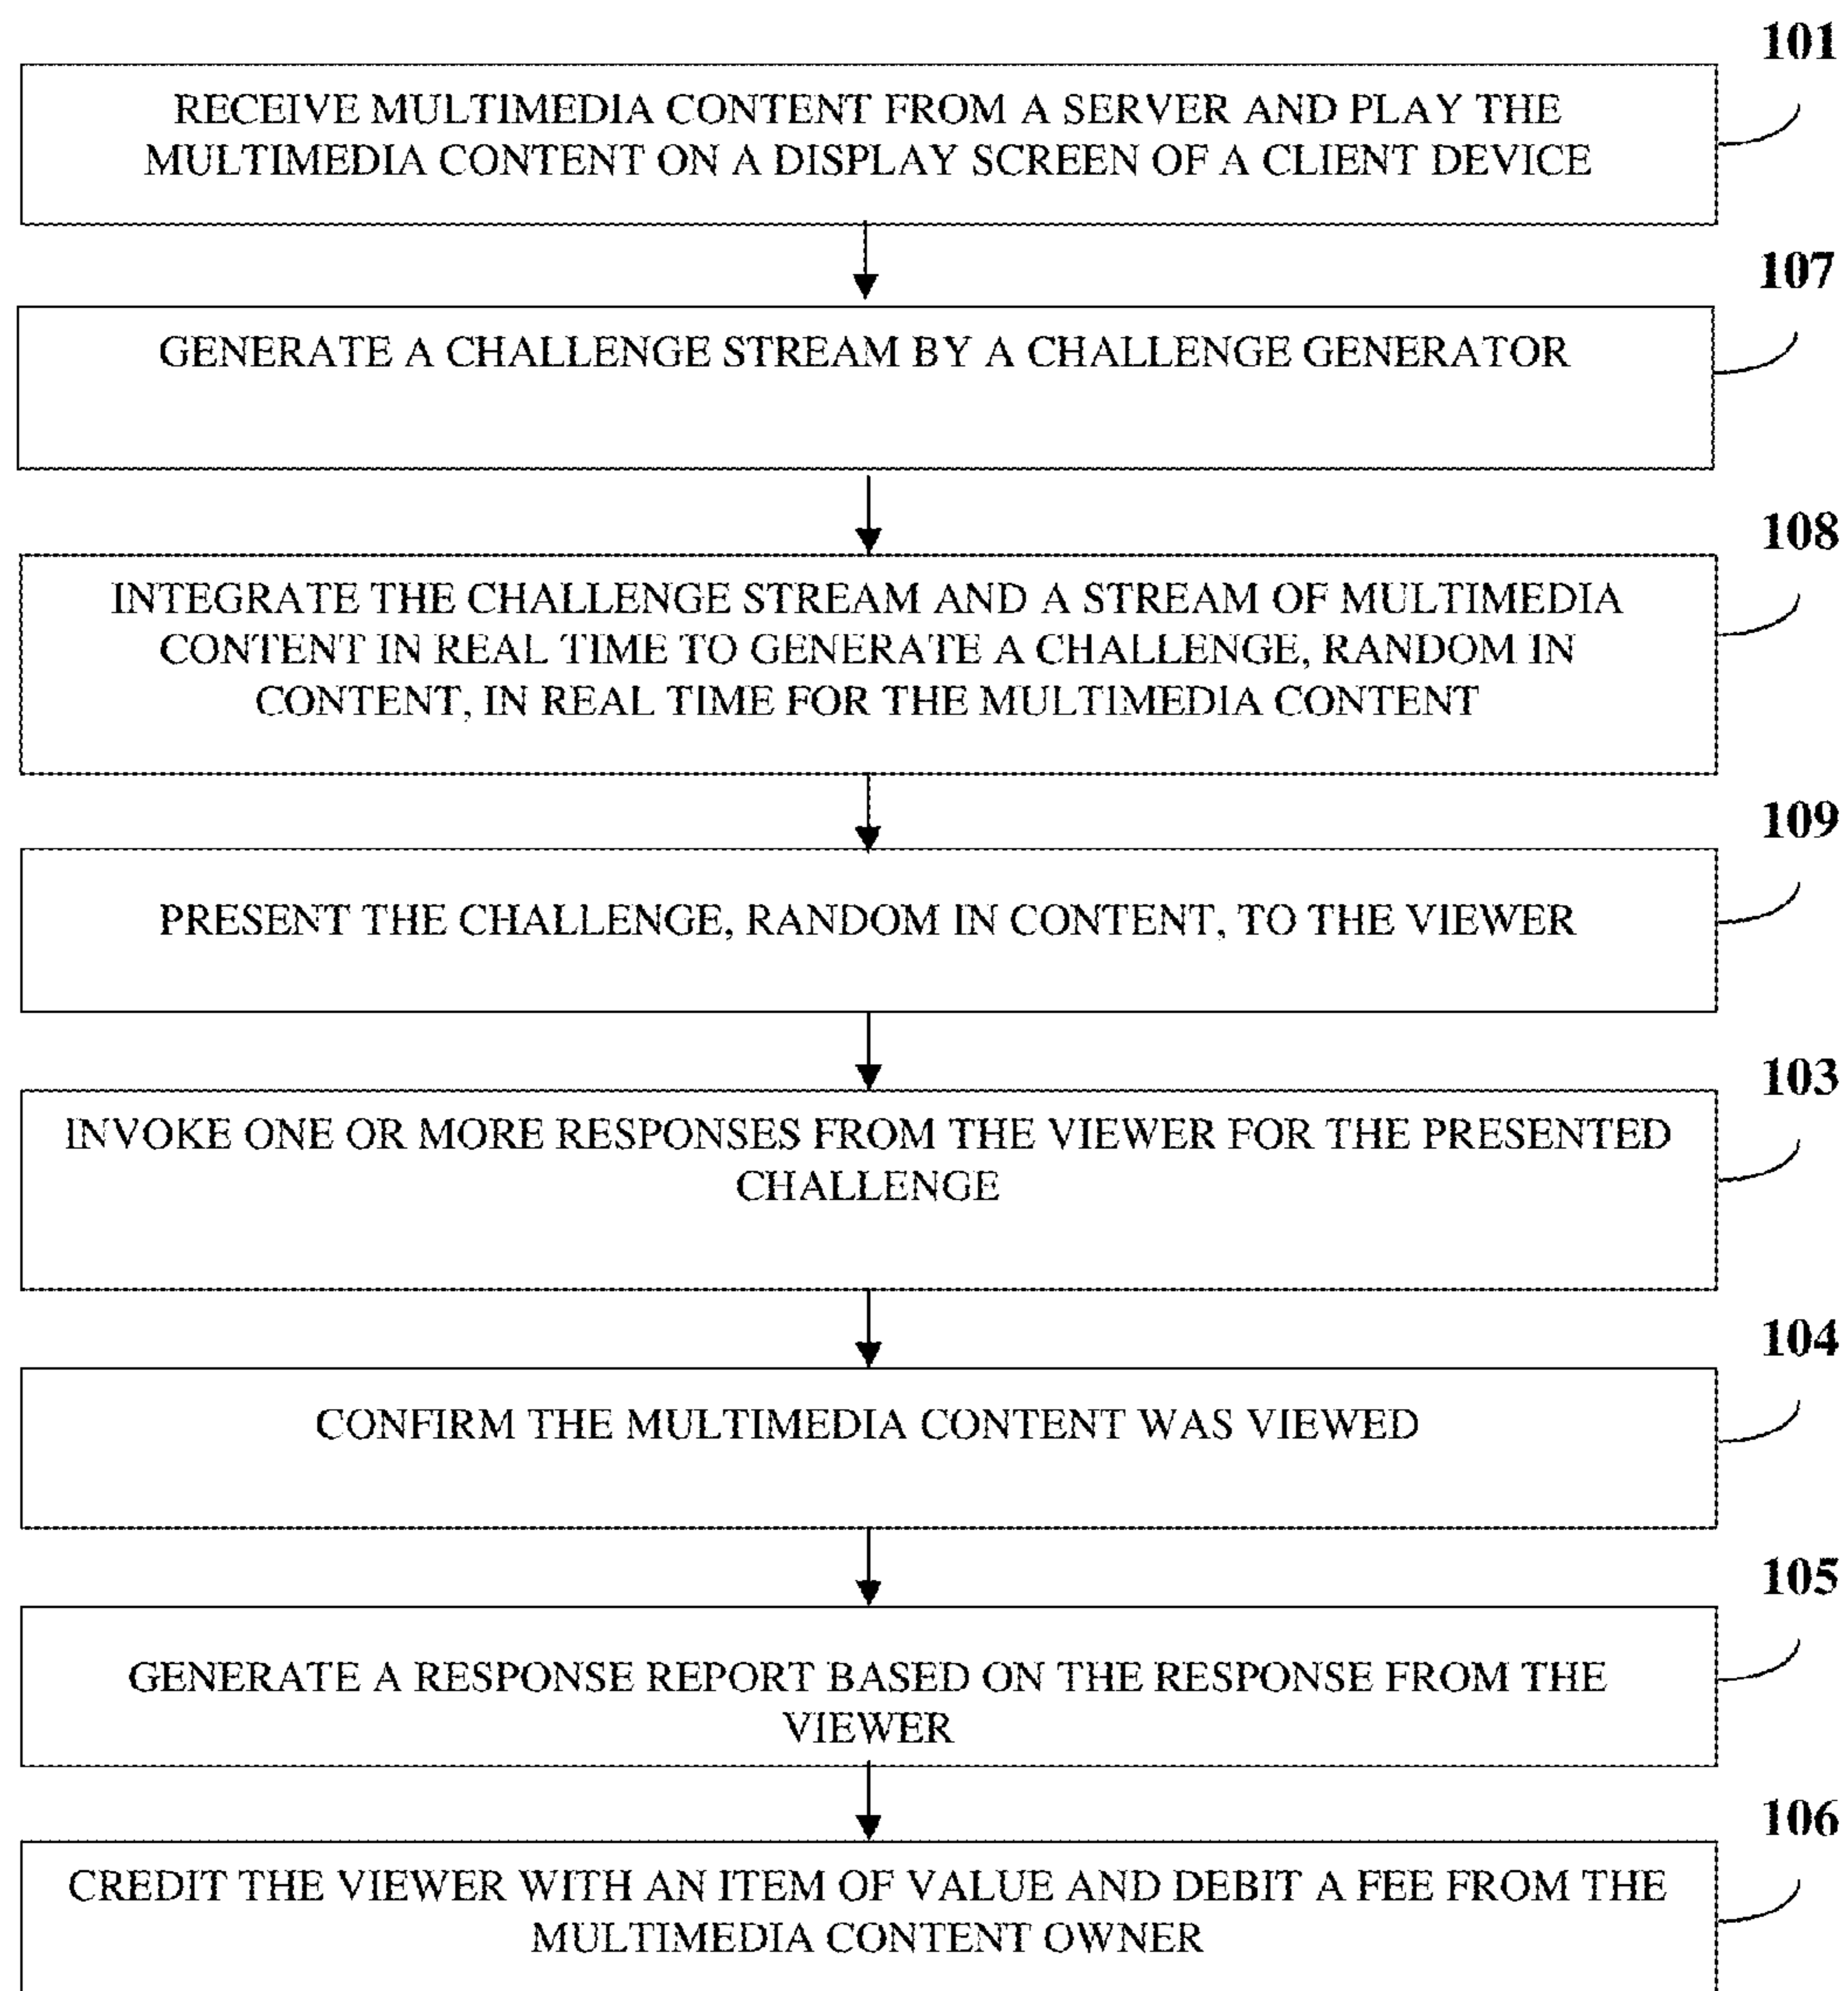 101
RECEIVE MULTIMEDIA CONTENT FROM A SERVER AND PLAY THE
MULTIMEDIA CONTENT ON A DISPLAY SCREEN OF A CLIENT DEVICE
107
GENERATE A CHALLENGE STREAM BY A CHALLENGE GENERATOR
108
INTEGRATE THE CHALLENGE STREAM AND A STREAM OF MULTIMEDIA
CONTENT IN REAL TIME TO GENERATE A CHALLENGE, RANDOM IN
CONTENT, IN REAL TIME FOR THE MULTIMEDIA CONTENT
109
PRESENT THE CHALLENGE, RANDOM IN CONTENT, TO THE VIEWER
103
INVOKE ONE OR MORE RESPONSES FROM THE VIEWER FOR THE PRESENTED
CHALLENGE
104
CONFIRM THE MULTIMEDIA CONTENT WAS VIEWED
105
GENERATE A RESPONSE REPORT BASED ON THE RESPONSE FROM THE
VIEWER
106
CREDIT THE VIEWER WITH AN ITEM OF VALUE AND DEBIT A FEE FROM THE
MULTIMEDIA CONTENT OWNER